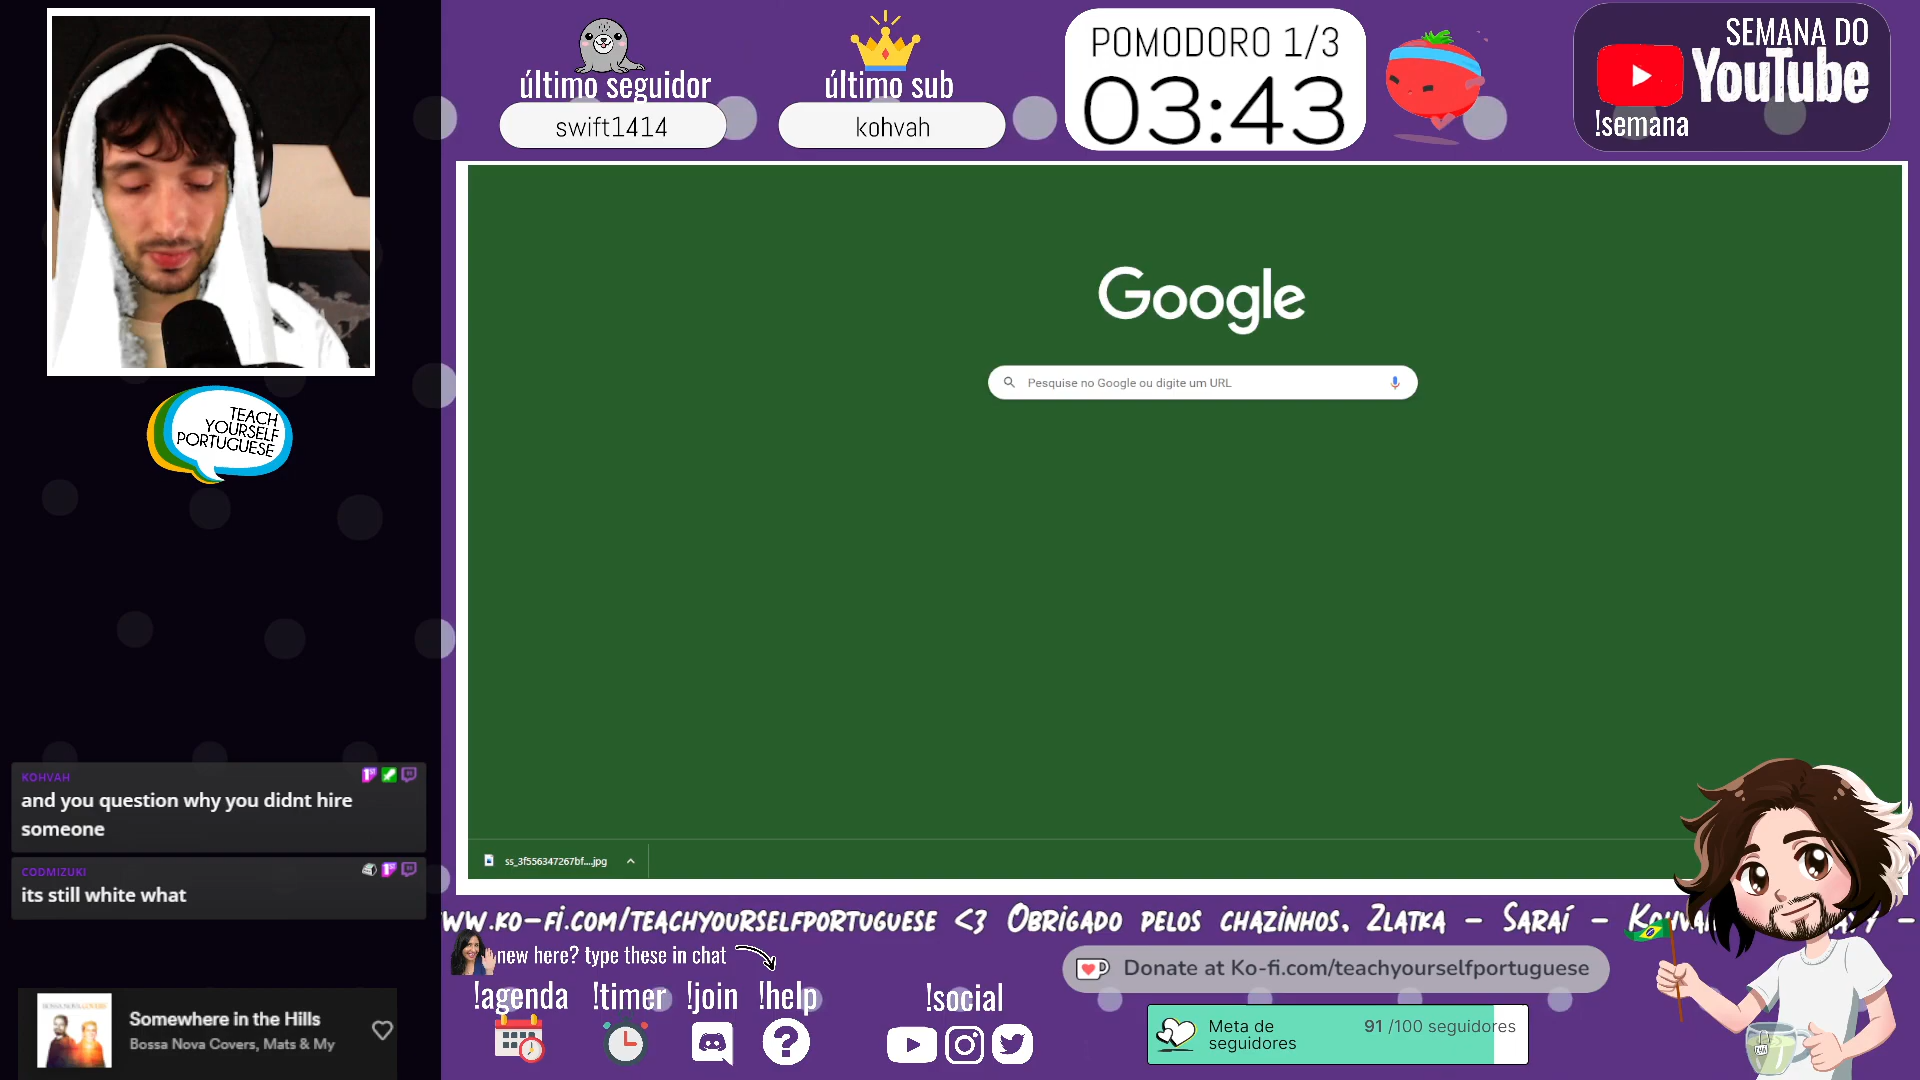 último seguidor
swift1414
último sub
kohvah
POMODORO 1/3
03:43
SEMANA DO
YouTube
!semana
TEACH
YOURSELF
PORTUGUESE
Google
Pesquise no Google ou digite um URL
KOHVAH
and you question why you didnt hire
someone
CODMIZUKI
its still white what
ss_3f556347267bf....jpg
WW.KO-FI.COM/TEACHYOURSELFPORTUGUESE <3 OBRIGADO PELOS CHAZINHOS, ZLATKA - SARAÍ -
new here? type these in chat
!agenda !timer !join !help
!social
Donate at Ko-fi.com/teachyourselfportuguese
Meta de
seguidores
91 /100 seguidores
Somewhere in the Hills
Bossa Nova Covers, Mats & My